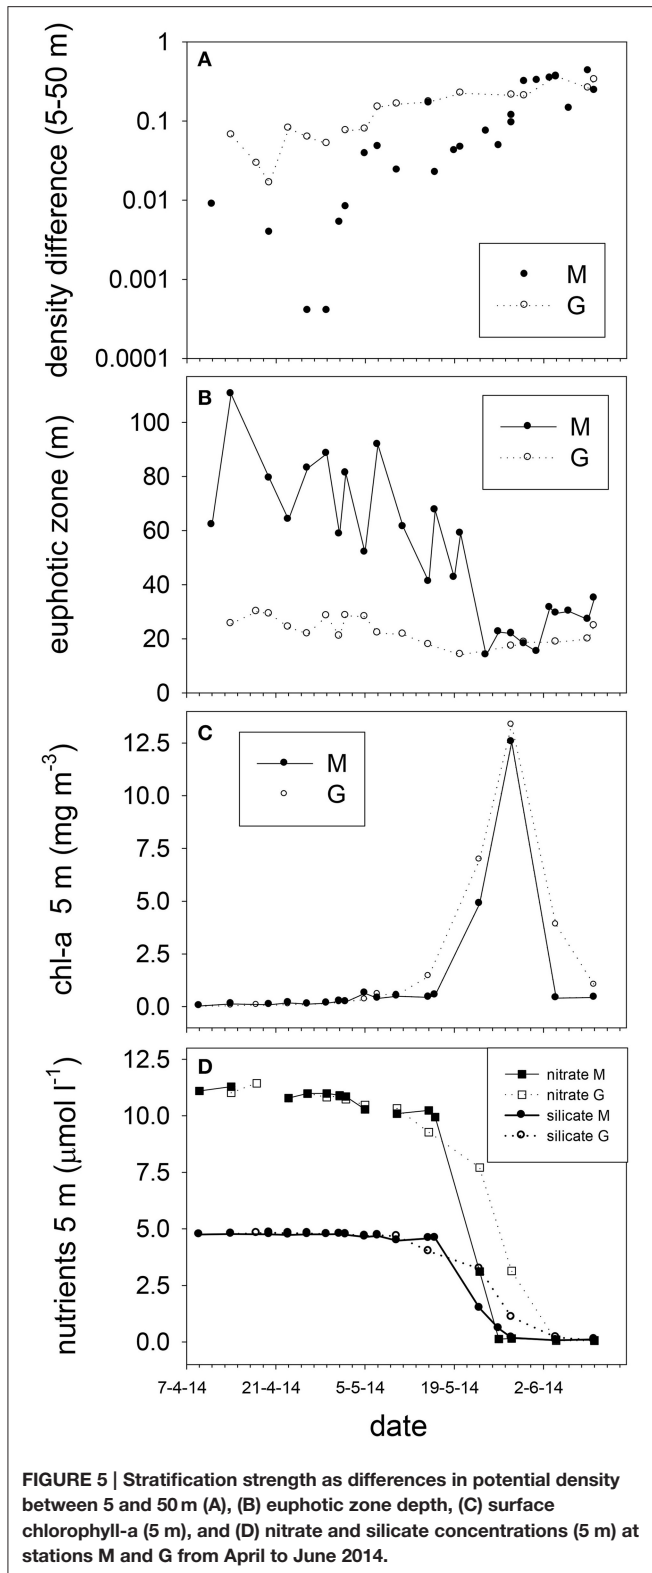 A
density difference (5-50 m)
1
0.1
0.01
0.001
0.0001
M
G
B
euphotic zone (m)
100
80
60
40
20
0
M
G
C
chl-a 5 m (mg m-3)
12.5
10.0
7.5
5.0
2.5
0.0
M
G
D
nutrients 5 m (µmol l-1)
12.5
10.0
7.5
5.0
2.5
0.0
nitrate M
nitrate G
silicate M
silicate G
7-4-14 21-4-14 5-5-14 19-5-14 2-6-14
date
FIGURE 5 | Stratification strength as differences in potential density
between 5 and 50 m (A), (B) euphotic zone depth, (C) surface
chlorophyll-a (5 m), and (D) nitrate and silicate concentrations (5 m) at
stations M and G from April to June 2014.